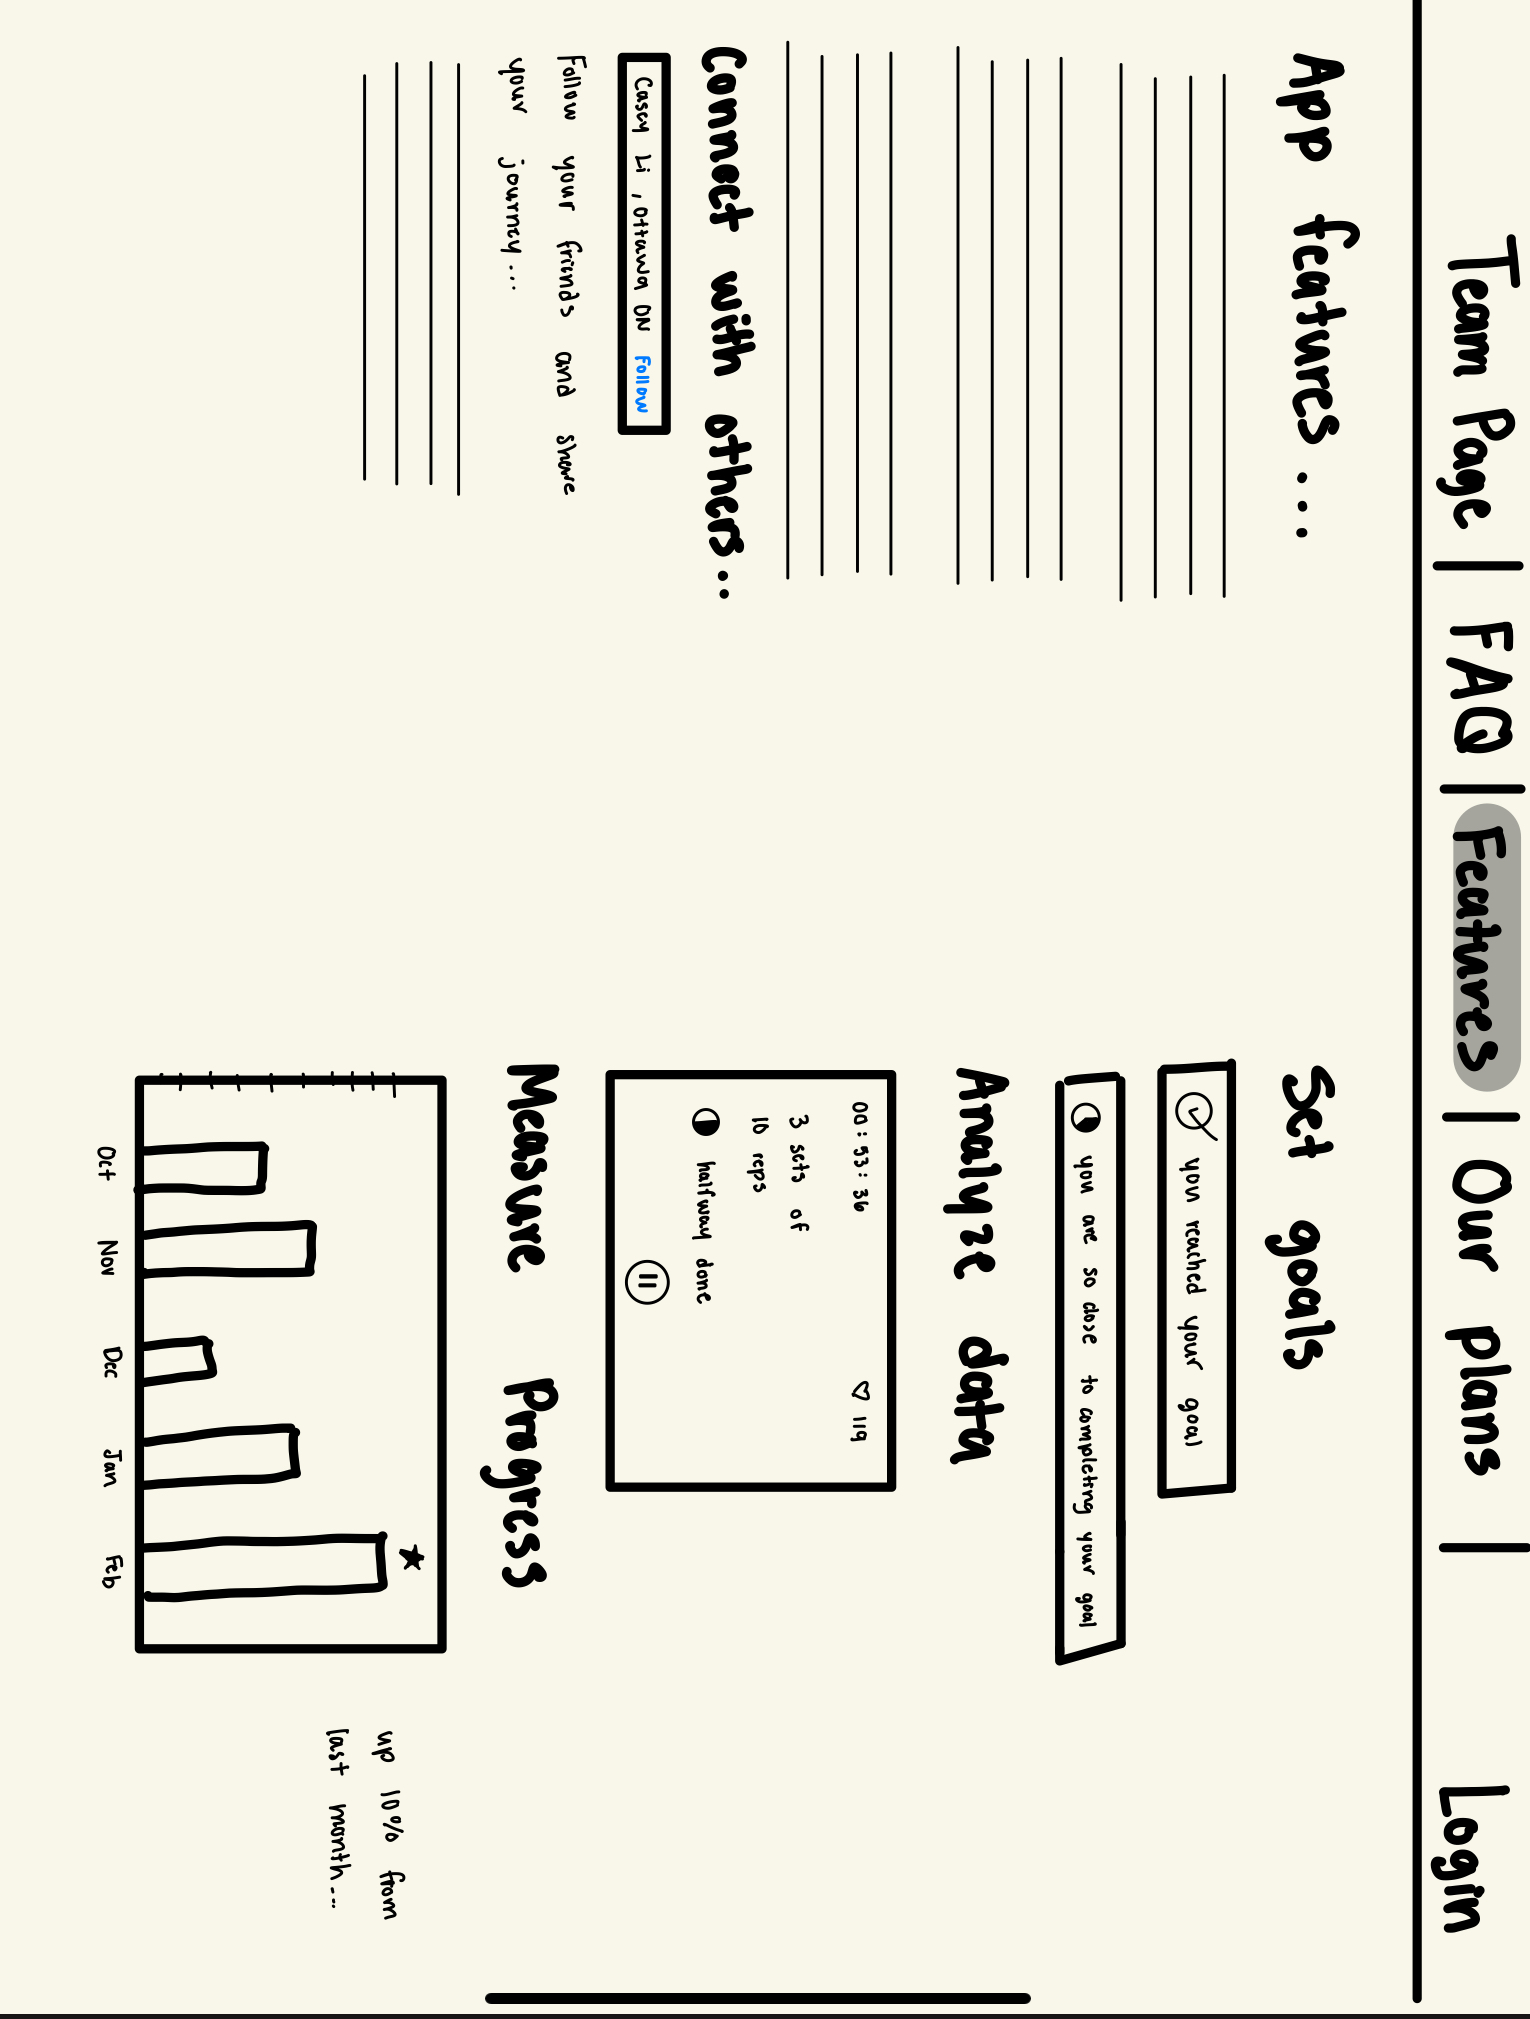 Team Page | FAQ | Features | Our plans | Login
App features...
Connect with others...
Casey Li, Ottawa ON Follow
Follow your friends and share
your journey...
Set goals
you reached your goal
you are so close to completing your goal
Analyze data
00:53:36 ♡ 119
3 sets of
10 reps
halfway done
Measure Progress
Oct Nov Dec Jan Feb
up 10% from
last month...